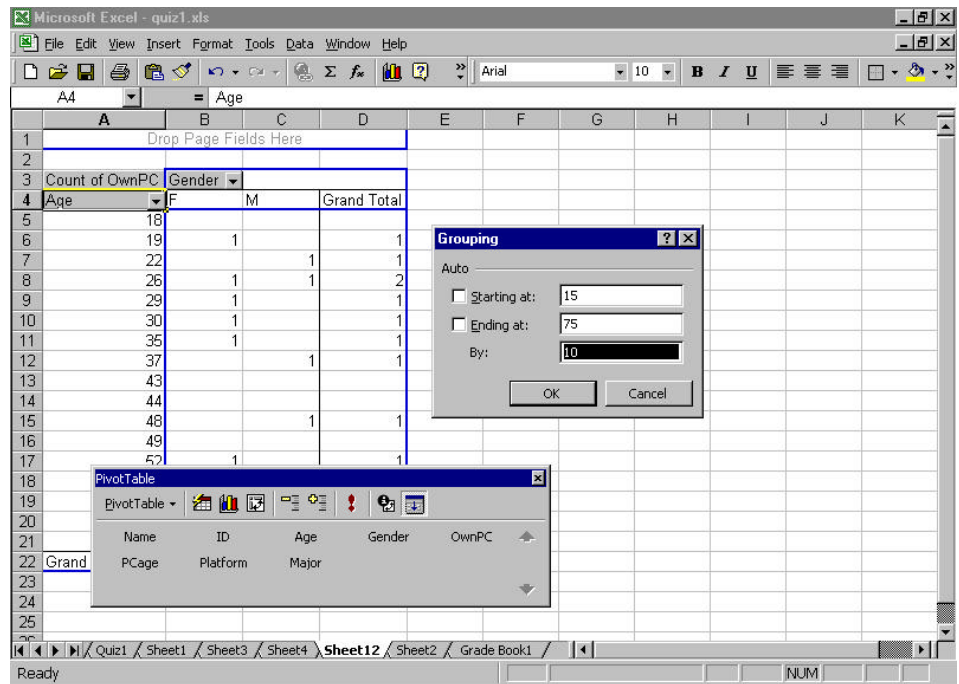 Microsoft Excel - quiz1.xls
File Edit View Insert Format Tools Data Window Help
Arial 10 B I U
A4 = Age
A B C D E F G H I J K
1 Drop Page Fields Here
2
3 Count of OwnPC Gender
4 Age F M Grand Total
5 18
6 19 1 1
7 22 1 1
8 26 1 1 2
9 29 1 1
10 30 1 1
11 35 1 1
12 37 1 1
13 43
14 44
15 48 1 1
16 49
17 52 1 1
18
19
20
21
22 Grand
23
24
25
26
Grouping
Auto
Starting at: 15
Ending at: 75
By: 10
OK Cancel
PivotTable
PivotTable
Name ID Age Gender OwnPC
PCage Platform Major
Quiz1 Sheet1 Sheet3 Sheet4 Sheet12 Sheet2 Grade Book1
Ready NUM